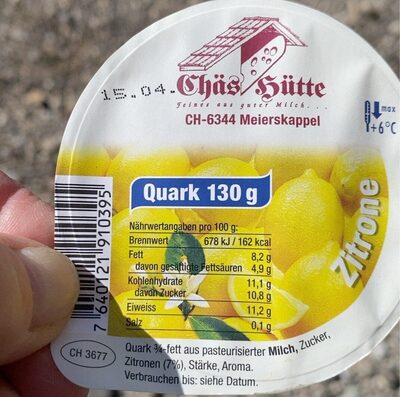 15.04.
Chäs Hütte
Feines aus guter Milch...
CH-6344 Meierskappel
max
+6°C
Quark 130 g
Zitrone
Nährwertangaben pro 100 g:
Brennwert 678 kJ / 162 kcal
Fett 8,2 g
davon gesättigte Fettsäuren 4,9 g
Kohlenhydrate 11,1 g
davon Zucker 10,8 g
Eiweiss 11,2 g
Salz 0,1 g
7 640121 910395
CH 3677
Quark ¾-fett aus pasteurisierter Milch, Zucker,
Zitronen (7%), Stärke, Aroma.
Verbrauchen bis: siehe Datum.